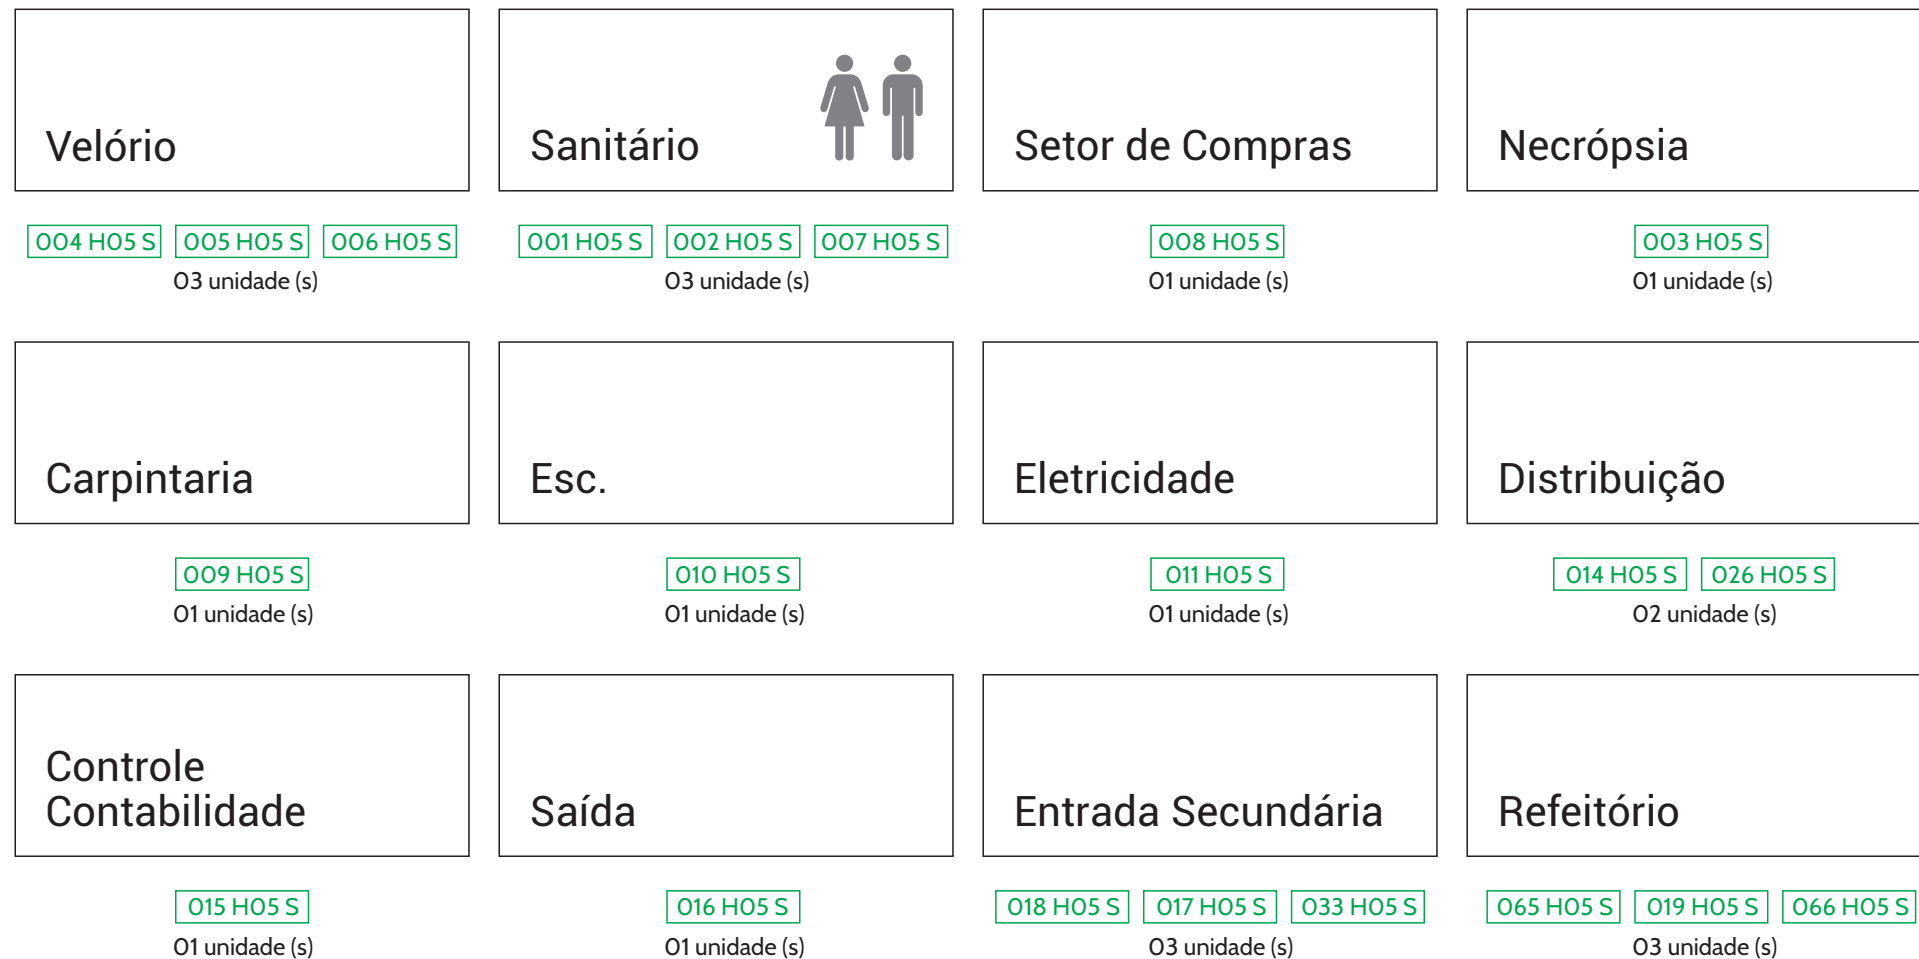 Velório
Sanitário
Setor de Compras
Necrópsia
004 H05 S 005 H05 S 006 H05 S
001 H05 S 002 H05 S 007 H05 S
008 H05 S
003 H05 S
03 unidade (s)
03 unidade (s)
01 unidade (s)
01 unidade (s)
Carpintaria
Esc.
Eletricidade
Distribuição
009 H05 S
010 H05 S
011 H05 S
014 H05 S 026 H05 S
01 unidade (s)
01 unidade (s)
01 unidade (s)
02 unidade (s)
Controle
Contabilidade
Saída
Entrada Secundária
Refeitório
015 H05 S
016 H05 S
018 H05 S 017 H05 S 033 H05 S
065 H05 S 019 H05 S 066 H05 S
01 unidade (s)
01 unidade (s)
03 unidade (s)
03 unidade (s)